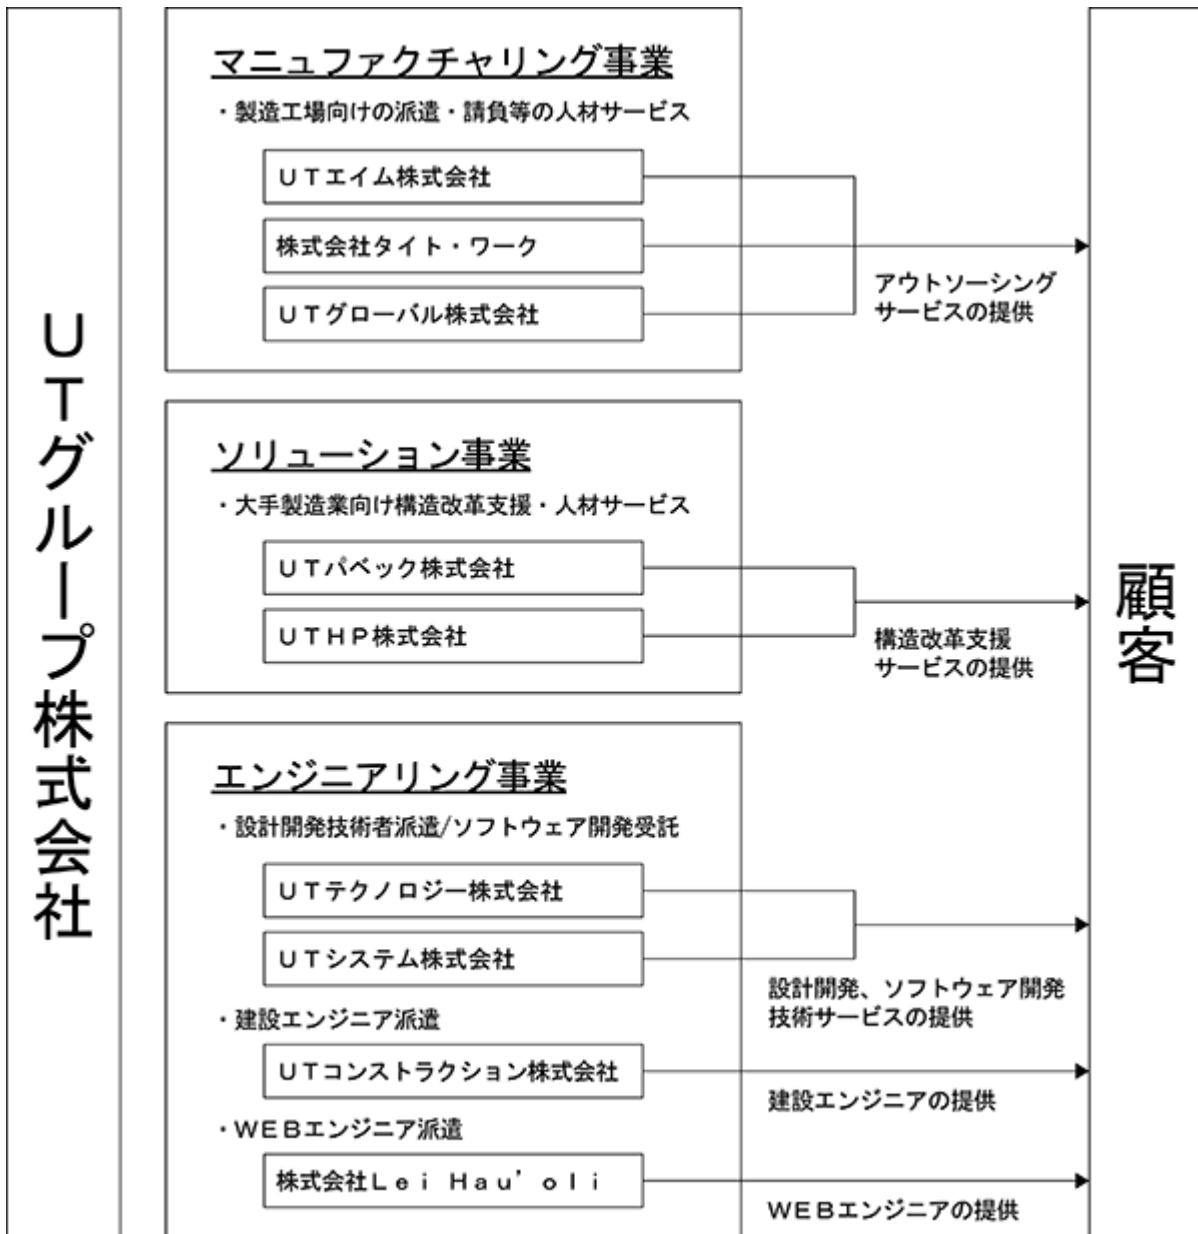 UTグループ株式会社
マニュファクチャリング事業
・製造工場向けの派遣・請負等の人材サービス
UTエイム株式会社
株式会社タイト・ワーク
UTグローバル株式会社
アウトソーシング
サービスの提供
ソリューション事業
・大手製造業向け構造改革支援・人材サービス
UTパベック株式会社
UTHP株式会社
構造改革支援
サービスの提供
エンジニアリング事業
・設計開発技術者派遣/ソフトウェア開発受託
UTテクノロジー株式会社
UTシステム株式会社
設計開発、ソフトウェア開発
技術サービスの提供
・建設エンジニア派遣
UTコンストラクション株式会社
建設エンジニアの提供
・WEBエンジニア派遣
株式会社Lei Hau’oli
WEBエンジニアの提供
顧客